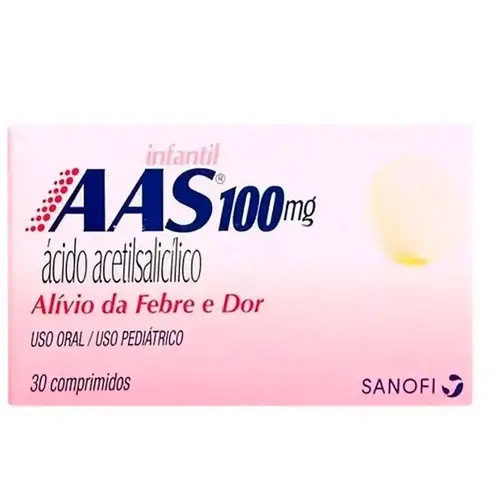 infantil
AAS® 100mg
ácido acetilsalicílico
Alívio da Febre e Dor
USO ORAL / USO PEDIÁTRICO
30 comprimidos
SANOFI